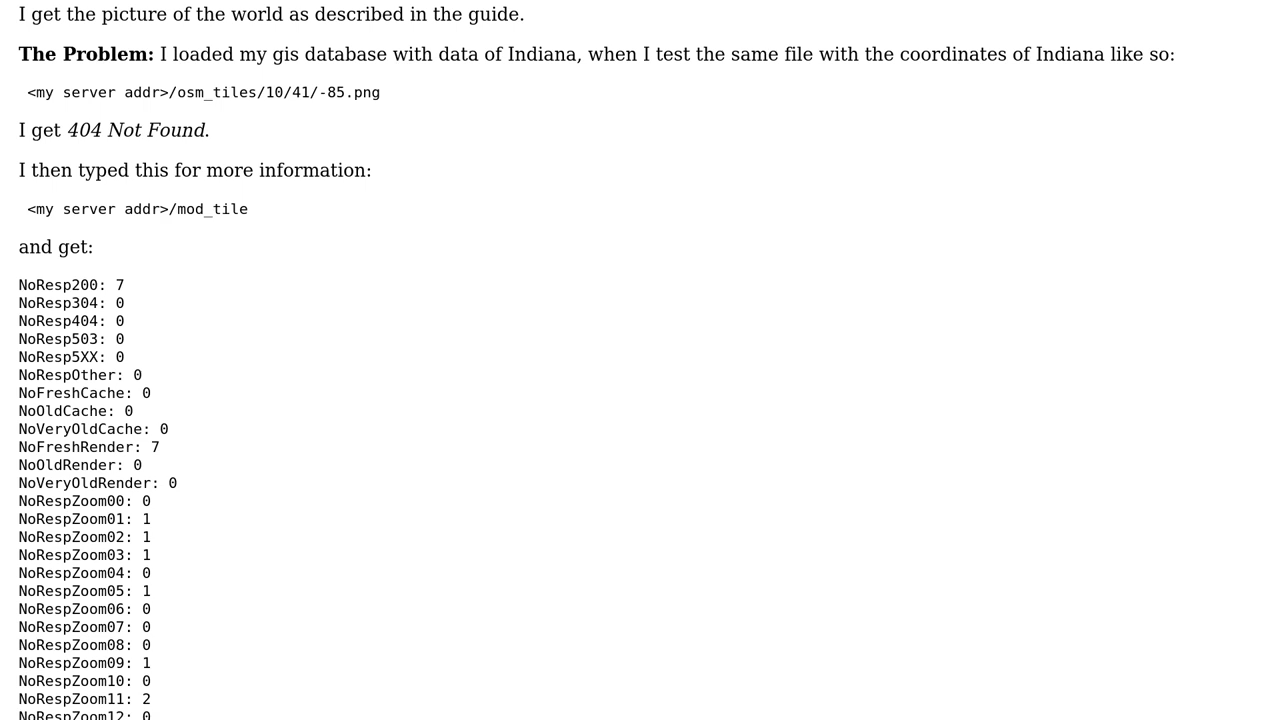 I get the picture of the world as described in the guide.
The Problem: I loaded my gis database with data of Indiana, when I test the same file with the coordinates of Indiana like so:
<my server addr>/osm_tiles/10/41/-85.png
I get 404 Not Found.
I then typed this for more information:
<my server addr>/mod_tile
and get:
NoResp200: 7
NoResp304: 0
NoResp404: 0
NoResp503: 0
NoResp5XX: 0
NoRespOther: 0
NoFreshCache: 0
NoOldCache: 0
NoVeryOldCache: 0
NoFreshRender: 7
NoOldRender: 0
NoVeryOldRender: 0
NoRespZoom00: 0
NoRespZoom01: 1
NoRespZoom02: 1
NoRespZoom03: 1
NoRespZoom04: 0
NoRespZoom05: 1
NoRespZoom06: 0
NoRespZoom07: 0
NoRespZoom08: 0
NoRespZoom09: 1
NoRespZoom10: 0
NoRespZoom11: 2
NoRespZoom12: 0